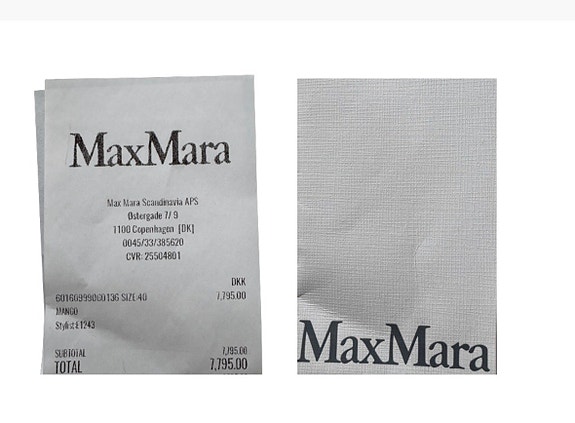 MaxMara
Max Mara Scandinavia APS
Østergade 7/ 9
1100 Copenhagen [DK]
0045/33/385620
CVR: 25504801
DKK
60160999000136 SIZE:40 7,795.00
MANGO
Stylist:£1243
SUBTOTAL 7,795.00
TOTAL 7,795.00
MaxMara